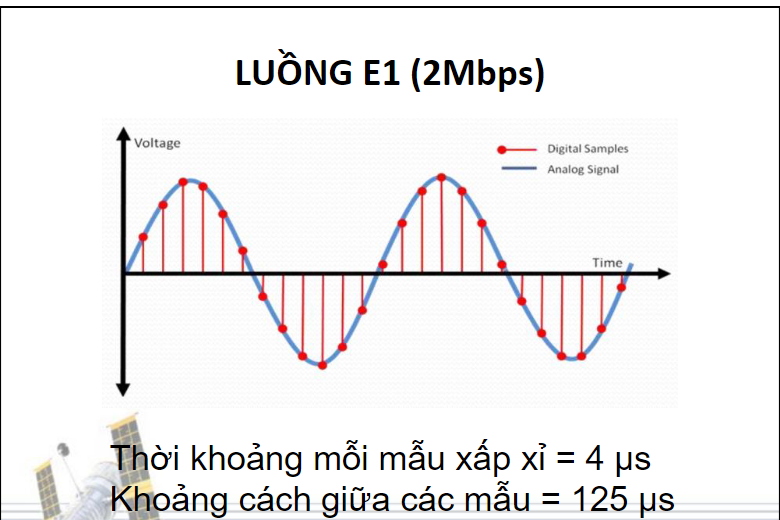 LUỒNG E1 (2Mbps)
Voltage
Digital Samples
Analog Signal
Time
Thời khoảng mỗi mẫu xấp xỉ = 4 μs
Khoảng cách giữa các mẫu = 125 μs